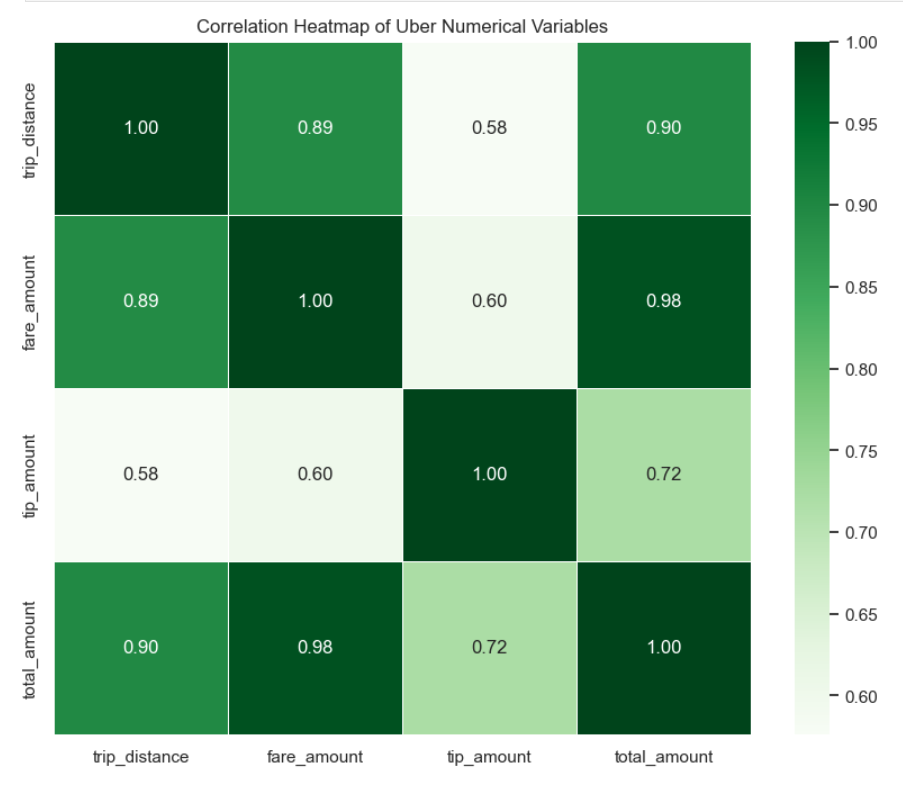 Correlation Heatmap of Uber Numerical Variables
trip_distance
1.00 0.89 0.58 0.90
fare_amount
0.89 1.00 0.60 0.98
tip_amount
0.58 0.60 1.00 0.72
total_amount
0.90 0.98 0.72 1.00
trip_distance fare_amount tip_amount total_amount
1.00
0.95
0.90
0.85
0.80
0.75
0.70
0.65
0.60